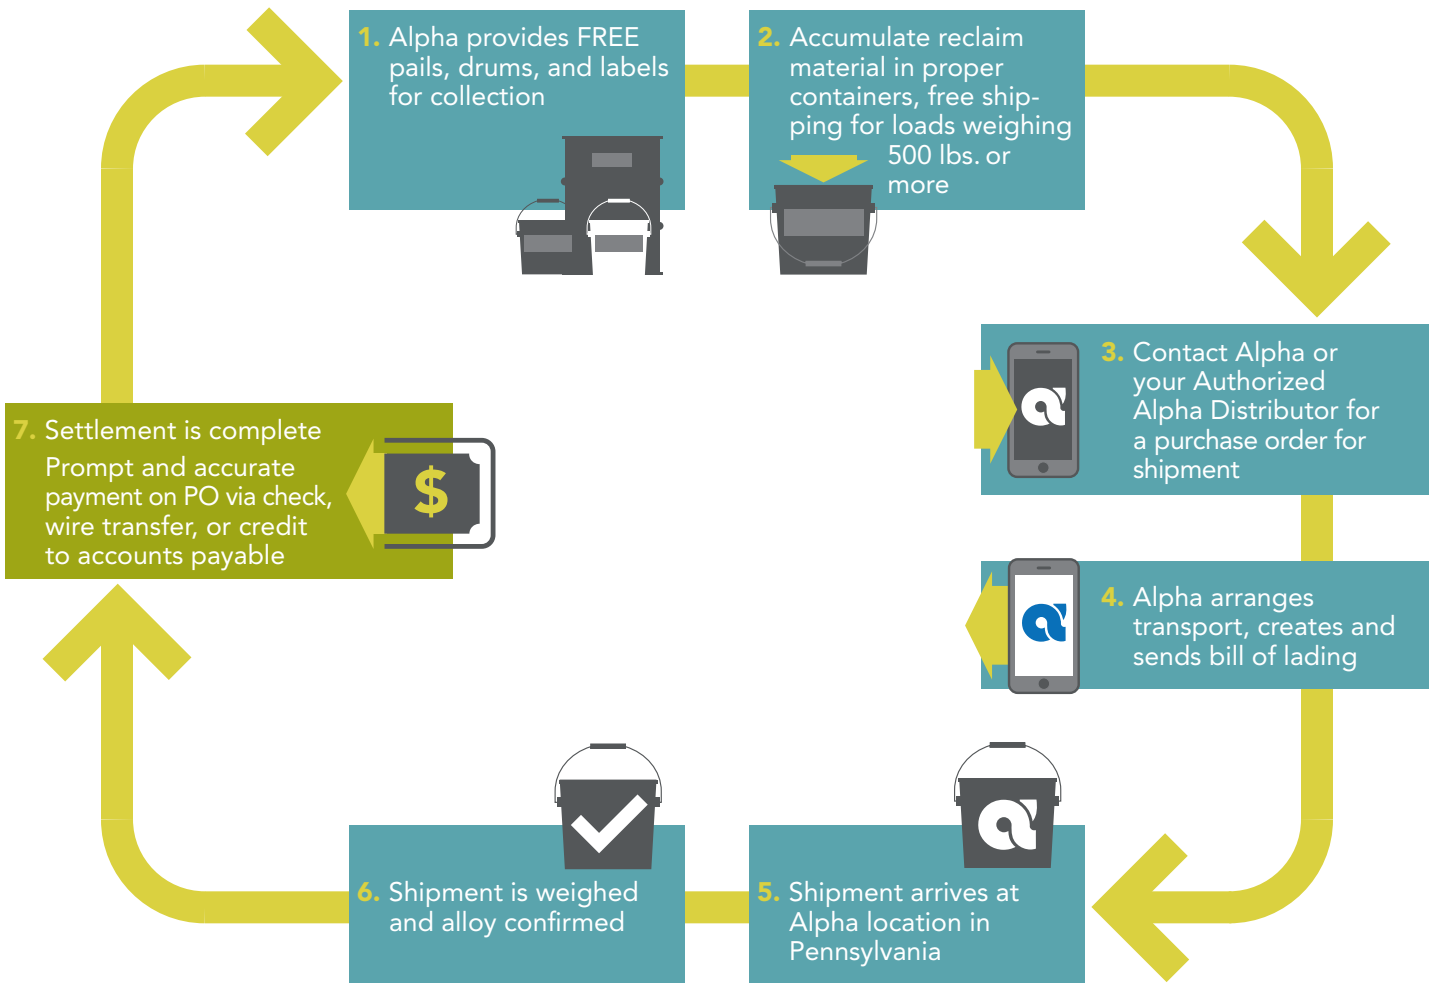 1. Alpha provides FREE
pails, drums, and labels
for collection
2. Accumulate reclaim
material in proper
containers, free ship-
ping for loads weighing
500 lbs. or
more
3. Contact Alpha or
your Authorized
Alpha Distributor for
a purchase order for
shipment
4. Alpha arranges
transport, creates and
sends bill of lading
5. Shipment arrives at
Alpha location in
Pennsylvania
6. Shipment is weighed
and alloy confirmed
7. Settlement is complete
Prompt and accurate
payment on PO via check,
wire transfer, or credit
to accounts payable
$